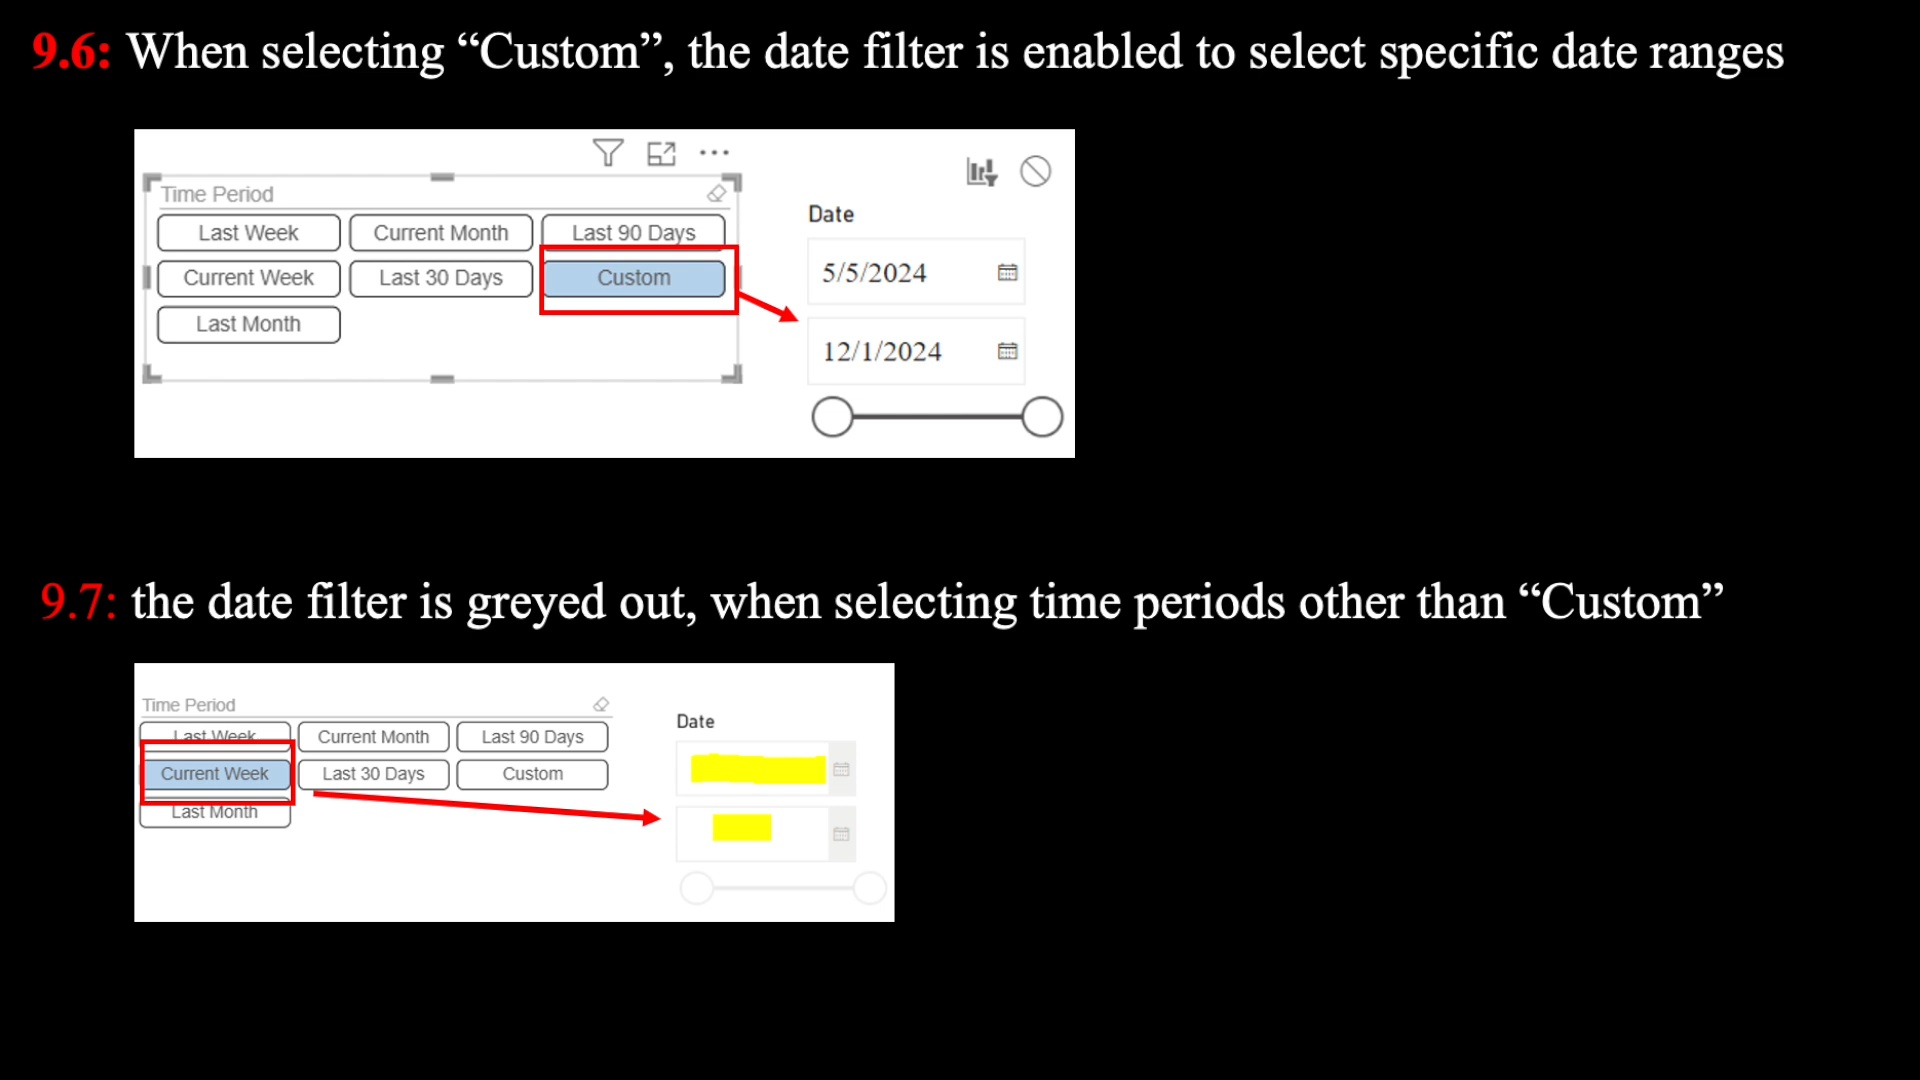 9.6: When selecting “Custom”, the date filter is enabled to select specific date ranges
Time Period
Last Week Current Month Last 90 Days
Current Week Last 30 Days Custom
Last Month
Date
5/5/2024
12/1/2024
9.7: the date filter is greyed out, when selecting time periods other than “Custom”
Time Period
Last Week Current Month Last 90 Days
Current Week Last 30 Days Custom
Last Month
Date